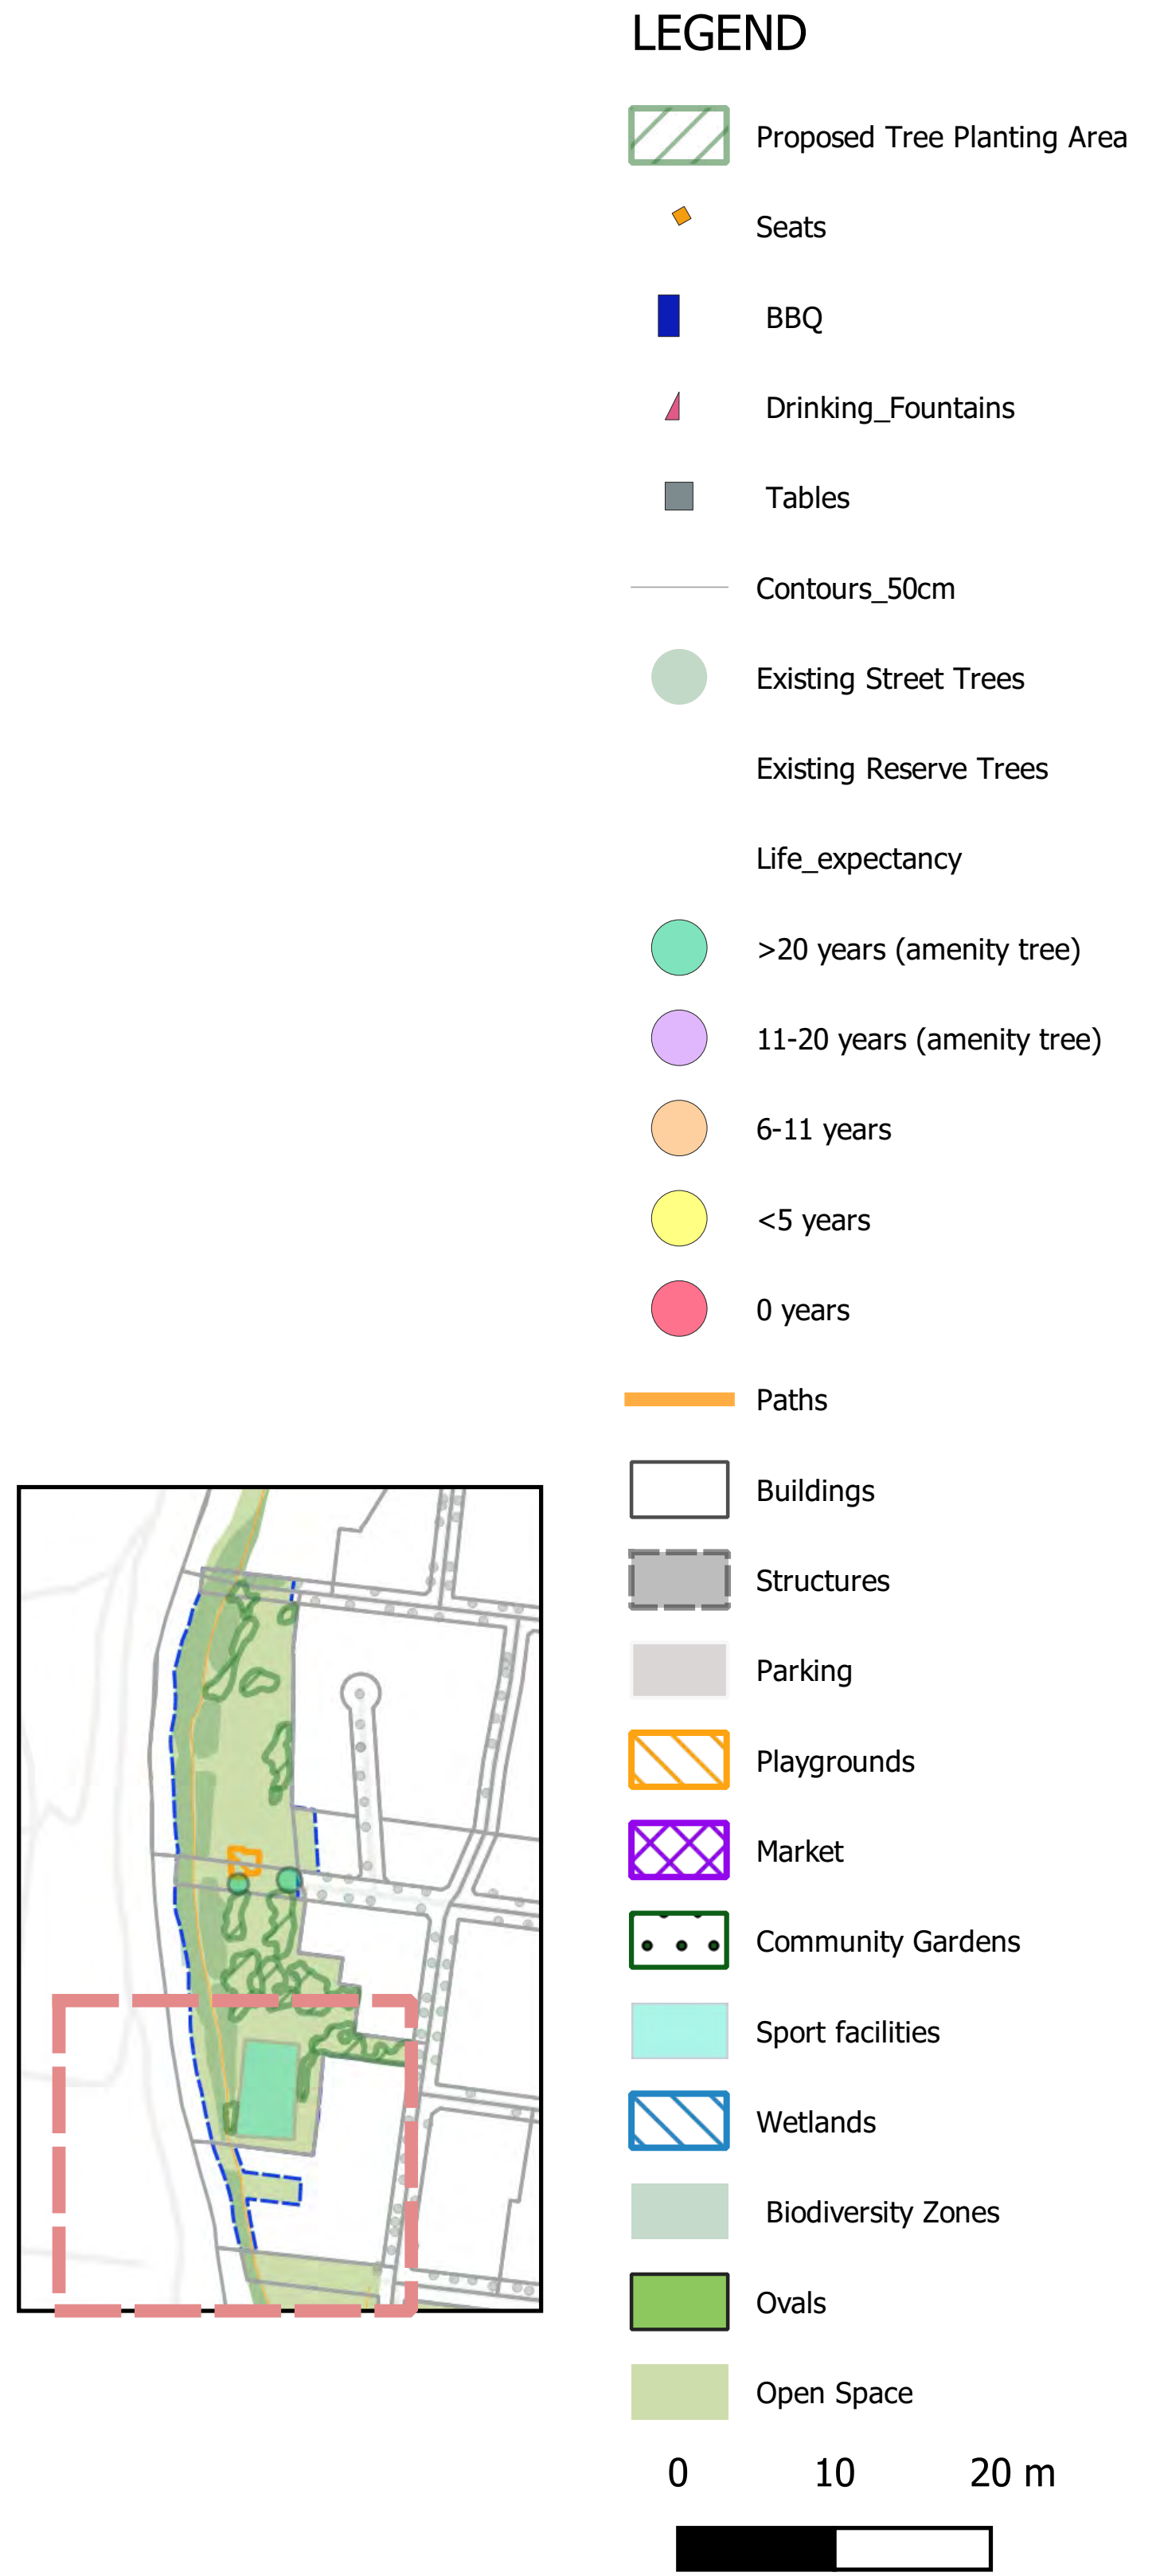 LEGEND
Proposed Tree Planting Area
Seats
BBQ
Drinking_Fountains
Tables
Contours_50cm
Existing Street Trees
Existing Reserve Trees
Life_expectancy
>20 years (amenity tree)
11-20 years (amenity tree)
6-11 years
<5 years
0 years
Paths
Buildings
Structures
Parking
Playgrounds
Market
Community Gardens
Sport facilities
Wetlands
Biodiversity Zones
Ovals
Open Space
0 10 20 m